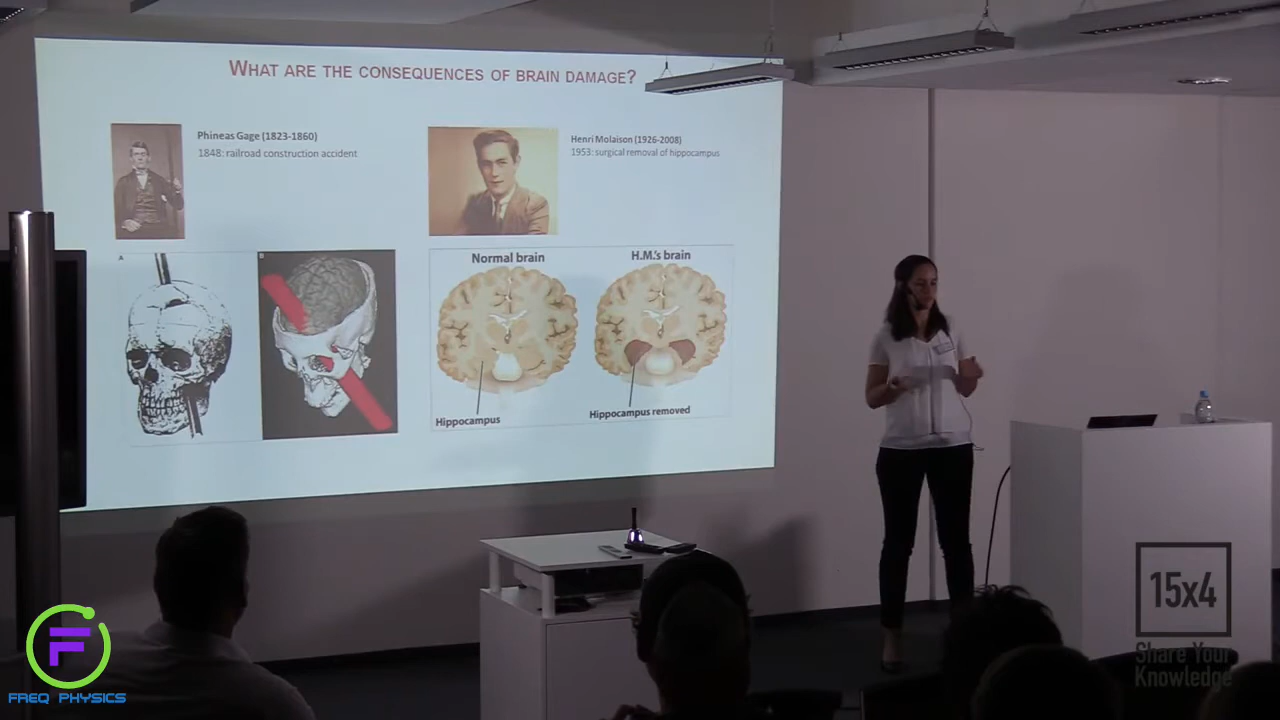 WHAT ARE THE CONSEQUENCES OF BRAIN DAMAGE?
Phineas Gage (1823-1860)
1848: railroad construction accident
Henri Molaison (1926-2008)
1953: surgical removal of hippocampus
A
B
Normal brain
H.M.'s brain
Hippocampus
Hippocampus removed
15x4
Share Your
Knowledge
F
FREQ PHYSICS